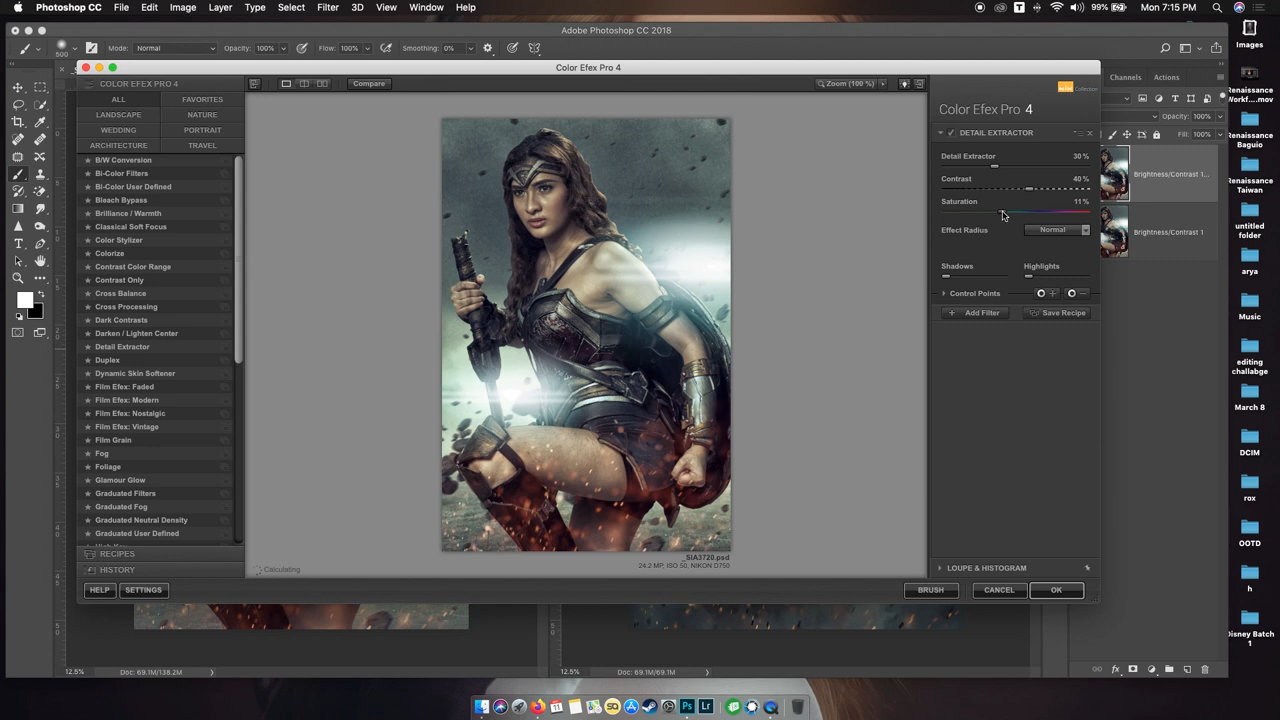 Photoshop CC File Edit Image Layer Type Select Filter 3D View Window Help 99% Mon 7:15 PM
Adobe Photoshop CC 2018
500 Mode: Normal Opacity: 100% Flow: 100% Smoothing: 0%
Color Efex Pro 4
COLOR EFEX PRO 4
Compare
Zoom (100 %)
ALL FAVORITES
LANDSCAPE NATURE
WEDDING PORTRAIT
ARCHITECTURE TRAVEL
B/W Conversion
Bi-Color Filters
Bi-Color User Defined
Bleach Bypass
Brilliance / Warmth
Classical Soft Focus
Color Stylizer
Colorize
Contrast Color Range
Contrast Only
Cross Balance
Cross Processing
Dark Contrasts
Darken / Lighten Center
Detail Extractor
Duplex
Dynamic Skin Softener
Film Efex: Faded
Film Efex: Modern
Film Efex: Nostalgic
Film Efex: Vintage
Film Grain
Fog
Foliage
Glamour Glow
Graduated Filters
Graduated Fog
Graduated Neutral Density
Graduated User Defined
RECIPES
HISTORY
HELP SETTINGS
Calculating
_SIA3720.psd
24.2 MP, ISO 50, NIKON D750
Collection
Color Efex Pro 4
DETAIL EXTRACTOR
Detail Extractor 30 %
Contrast 40 %
Saturation 11 %
Effect Radius Normal
Shadows Highlights
Control Points
Add Filter Save Recipe
LOUPE & HISTOGRAM
BRUSH CANCEL OK
Channels Actions
Opacity: 100%
Fill: 100%
Brightness/Contrast 1...
Brightness/Contrast 1
12.5% Doc: 69.1M/138.2M
12.5% Doc: 69.1M/69.1M
Images
Renaissance
Workf....mov
Renaissance
Baguio
Renaissance
Taiwan
untitled
folder
arya
Music
editing
challabge
March 8
DCIM
rox
OOTD
h
Disney Batch
1
Ps Lr